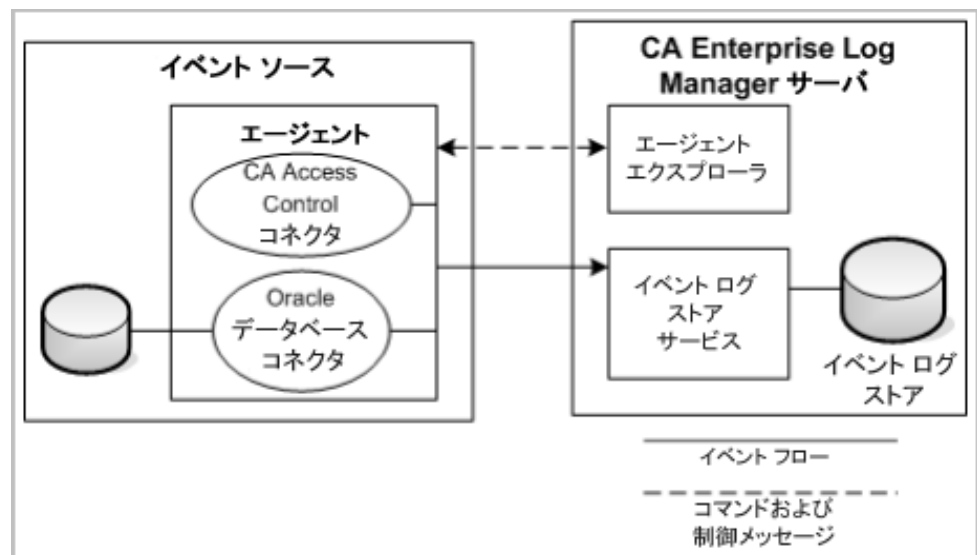 イベント ソース
エージェント
CA Access
Control
コネクタ
Oracle
データベース
コネクタ
CA Enterprise Log
Manager サーバ
エージェント
エクスプローラ
イベント ログ
ストア
サービス
イベント ログ
ストア
イベント フロー
コマンドおよび
制御メッセージ